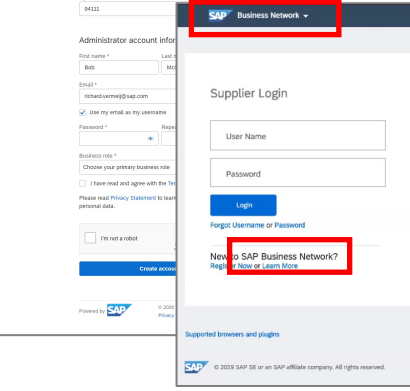 94111
Administrator account infor
First name *
Last n
Bob
Email *
richard.vermeij@sap.com
Use my email as my username
Password *
Repe
Business role *
Choose your primary business role
I have read and agree with the Ter
Please read Privacy Statement to learn
personal data.
I'm not a robot
Create accou
Powered by SAP
© 2020
Privacy
SAP Business Network
Supplier Login
User Name
Password
Login
Forgot Username or Password
New to SAP Business Network?
Register Now or Learn More
Supported browsers and plugins
SAP © 2019 SAP SE or an SAP affiliate company. All rights reserved.